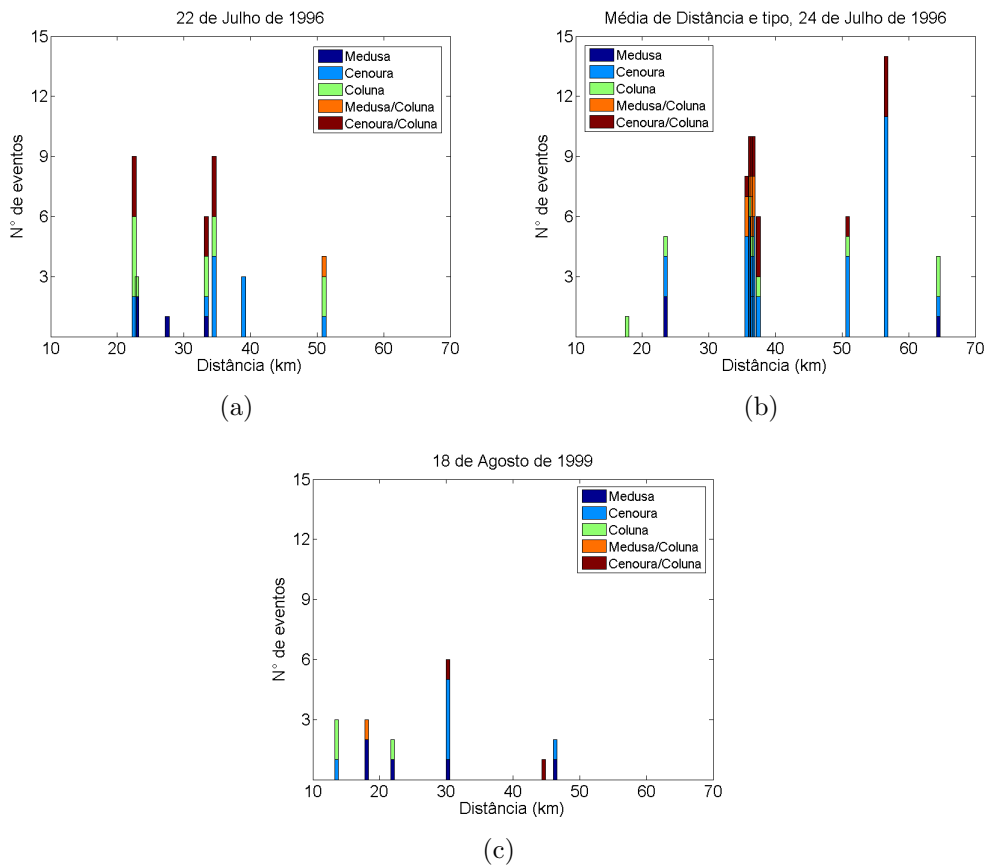 22 de Julho de 1996
15
12
9
6
3
N° de eventos
Medusa
Cenoura
Coluna
Medusa/Coluna
Cenoura/Coluna
10 20 30 40 50 60 70
Distância (km)
(a)
Média de Distância e tipo, 24 de Julho de 1996
15
12
9
6
3
N° de eventos
Medusa
Cenoura
Coluna
Medusa/Coluna
Cenoura/Coluna
10 20 30 40 50 60 70
Distância (km)
(b)
18 de Agosto de 1999
15
12
9
6
3
N° de eventos
Medusa
Cenoura
Coluna
Medusa/Coluna
Cenoura/Coluna
10 20 30 40 50 60 70
Distância (km)
(c)